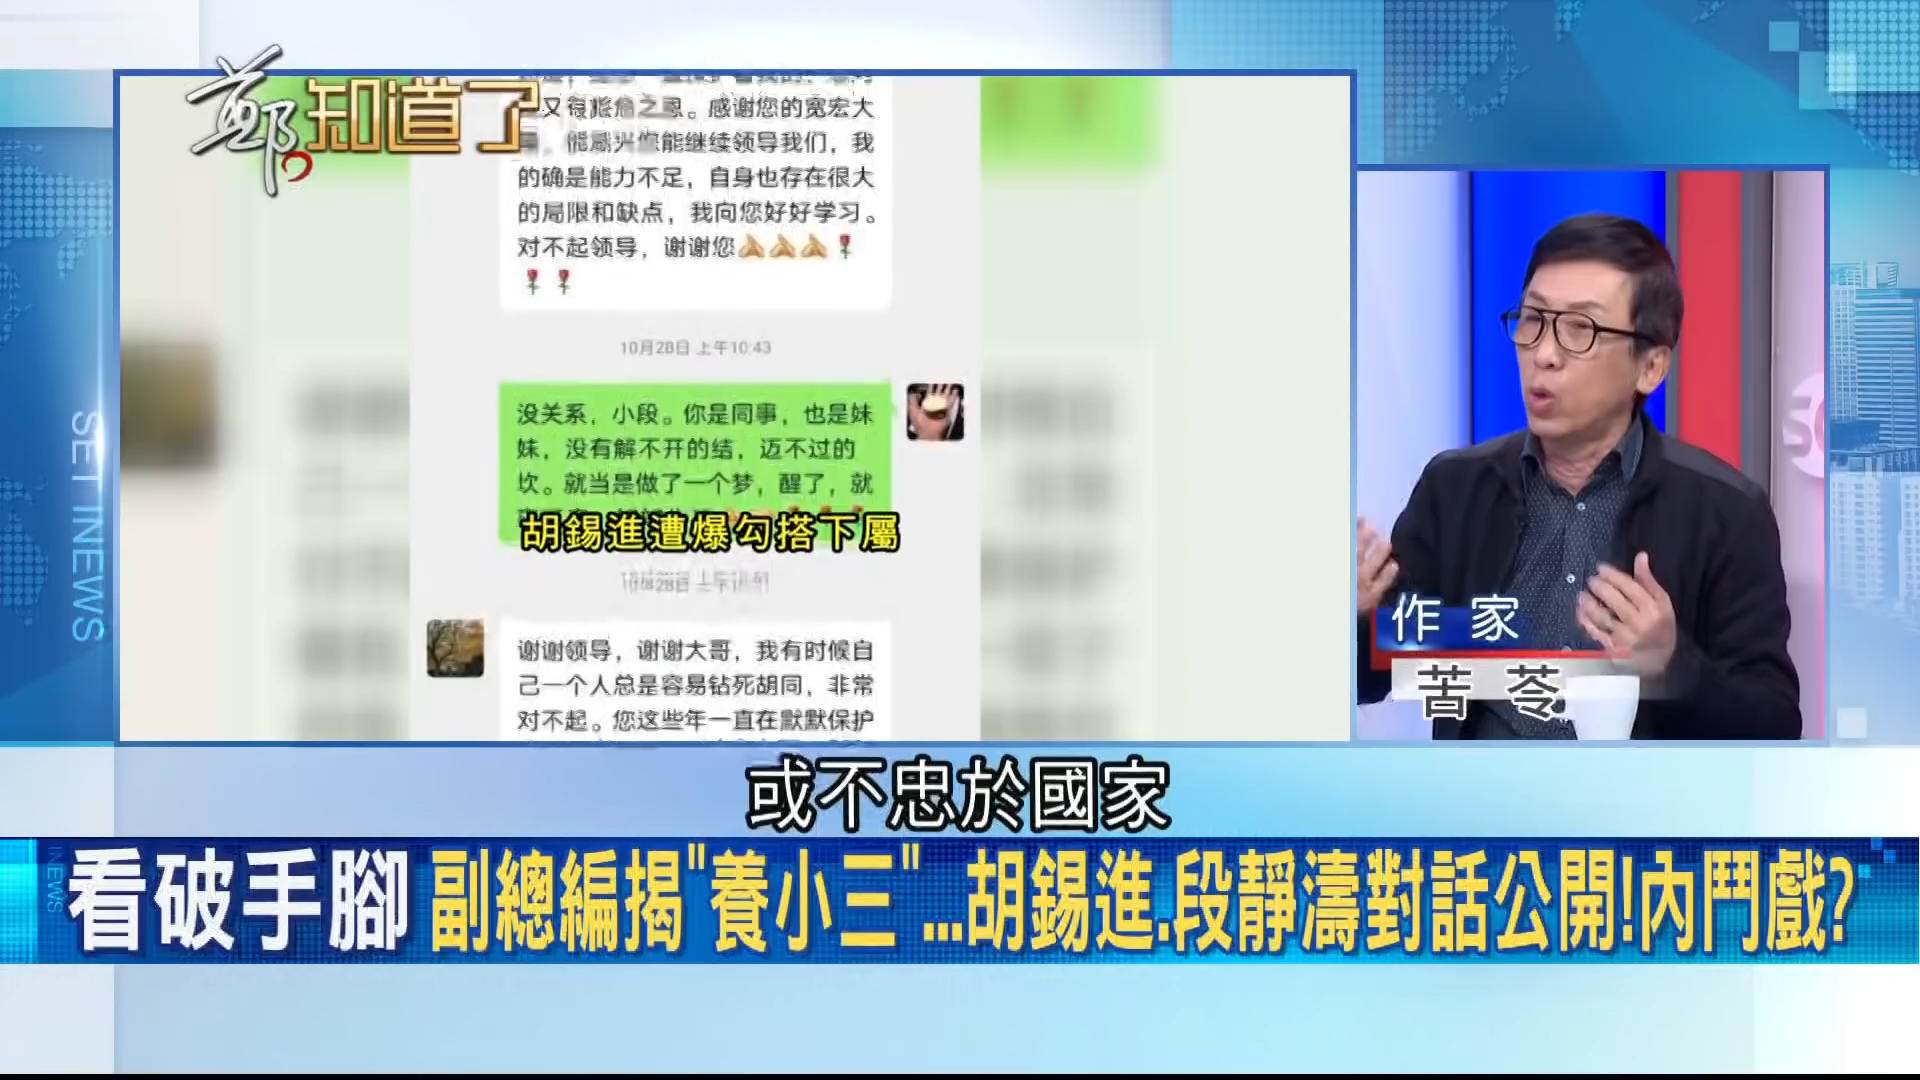 鄭知道了
感谢您的宽宏大
能继续领导我们，我
的确是能力不足，自身也存在很大
的局限和缺点，我向您好好学习。
对不起领导，谢谢您
10月28日 上午10:43
没关系，小段。你是同事，也是妹
妹，没有解不开的结，迈不过的
坎。就当是做了一个梦，醒了，就
胡錫進遭爆勾搭下屬
10月28日 上午
谢谢领导，谢谢大哥，我有时候自
己一个人总是容易钻死胡同，非常
对不起。您这些年一直在默默保护
SET iNEWS
作家
苦苓
或不忠於國家
NEWS
看破手腳 副總編揭"養小三"...胡錫進.段靜濤對話公開!內鬥戲?